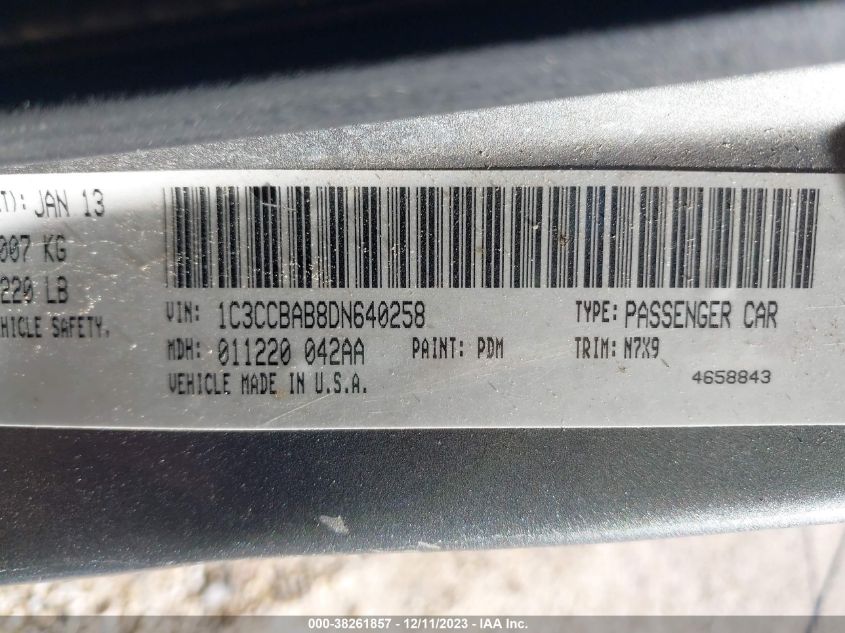 T): JAN 13
007 KG
220 LB
HICLE SAFETY,
VIN: 1C3CCBAB8DN640258 TYPE: PASSENGER CAR
MDH: 011220 042AA PAINT: PDM TRIM: N7X9
VEHICLE MADE IN U.S.A. 4658843
000-38261857 - 12/11/2023 - IAA Inc.